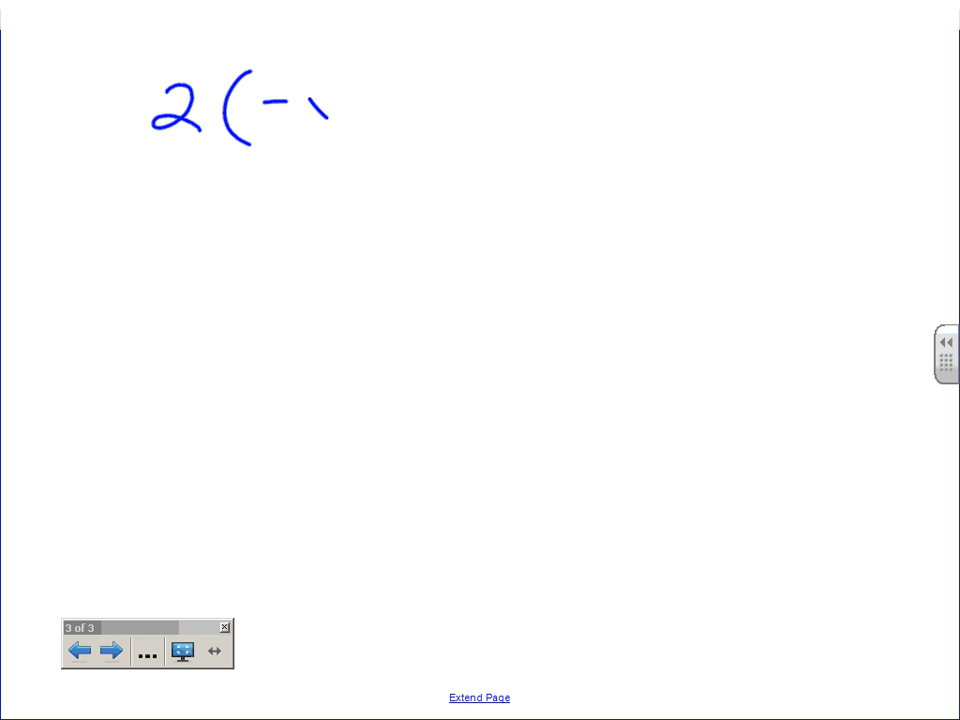 2(-
3 of 3
...
Extend Page